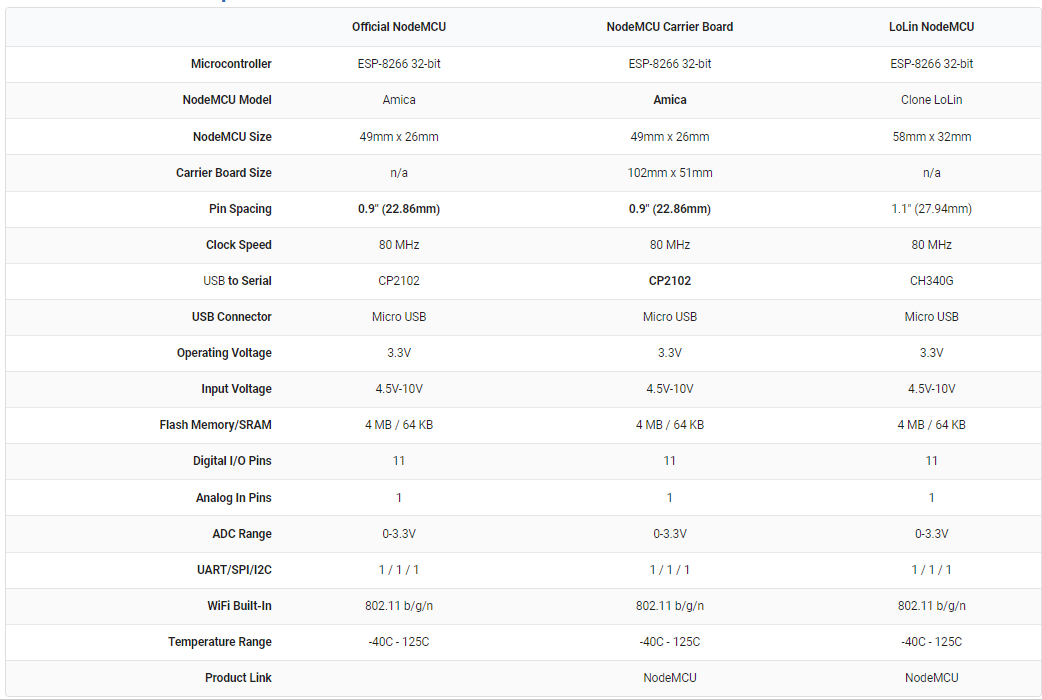 Official NodeMCU NodeMCU Carrier Board LoLin NodeMCU
Microcontroller ESP-8266 32-bit ESP-8266 32-bit ESP-8266 32-bit
NodeMCU Model Amica Amica Clone LoLin
NodeMCU Size 49mm x 26mm 49mm x 26mm 58mm x 32mm
Carrier Board Size n/a 102mm x 51mm n/a
Pin Spacing 0.9" (22.86mm) 0.9" (22.86mm) 1.1" (27.94mm)
Clock Speed 80 MHz 80 MHz 80 MHz
USB to Serial CP2102 CP2102 CH340G
USB Connector Micro USB Micro USB Micro USB
Operating Voltage 3.3V 3.3V 3.3V
Input Voltage 4.5V-10V 4.5V-10V 4.5V-10V
Flash Memory/SRAM 4 MB / 64 KB 4 MB / 64 KB 4 MB / 64 KB
Digital I/O Pins 11 11 11
Analog In Pins 1 1 1
ADC Range 0-3.3V 0-3.3V 0-3.3V
UART/SPI/I2C 1 / 1 / 1 1 / 1 / 1 1 / 1 / 1
WiFi Built-In 802.11 b/g/n 802.11 b/g/n 802.11 b/g/n
Temperature Range -40C - 125C -40C - 125C -40C - 125C
Product Link NodeMCU NodeMCU